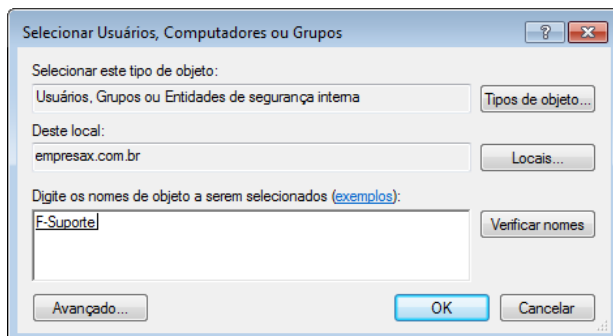 Selecionar Usuários, Computadores ou Grupos
Selecionar este tipo de objeto:
Usuários, Grupos ou Entidades de segurança interna
Tipos de objeto...
Deste local:
empresax.com.br
Locais...
Digite os nomes de objeto a serem selecionados (exemplos):
F-Suporte
Verificar nomes
Avançado...
OK
Cancelar